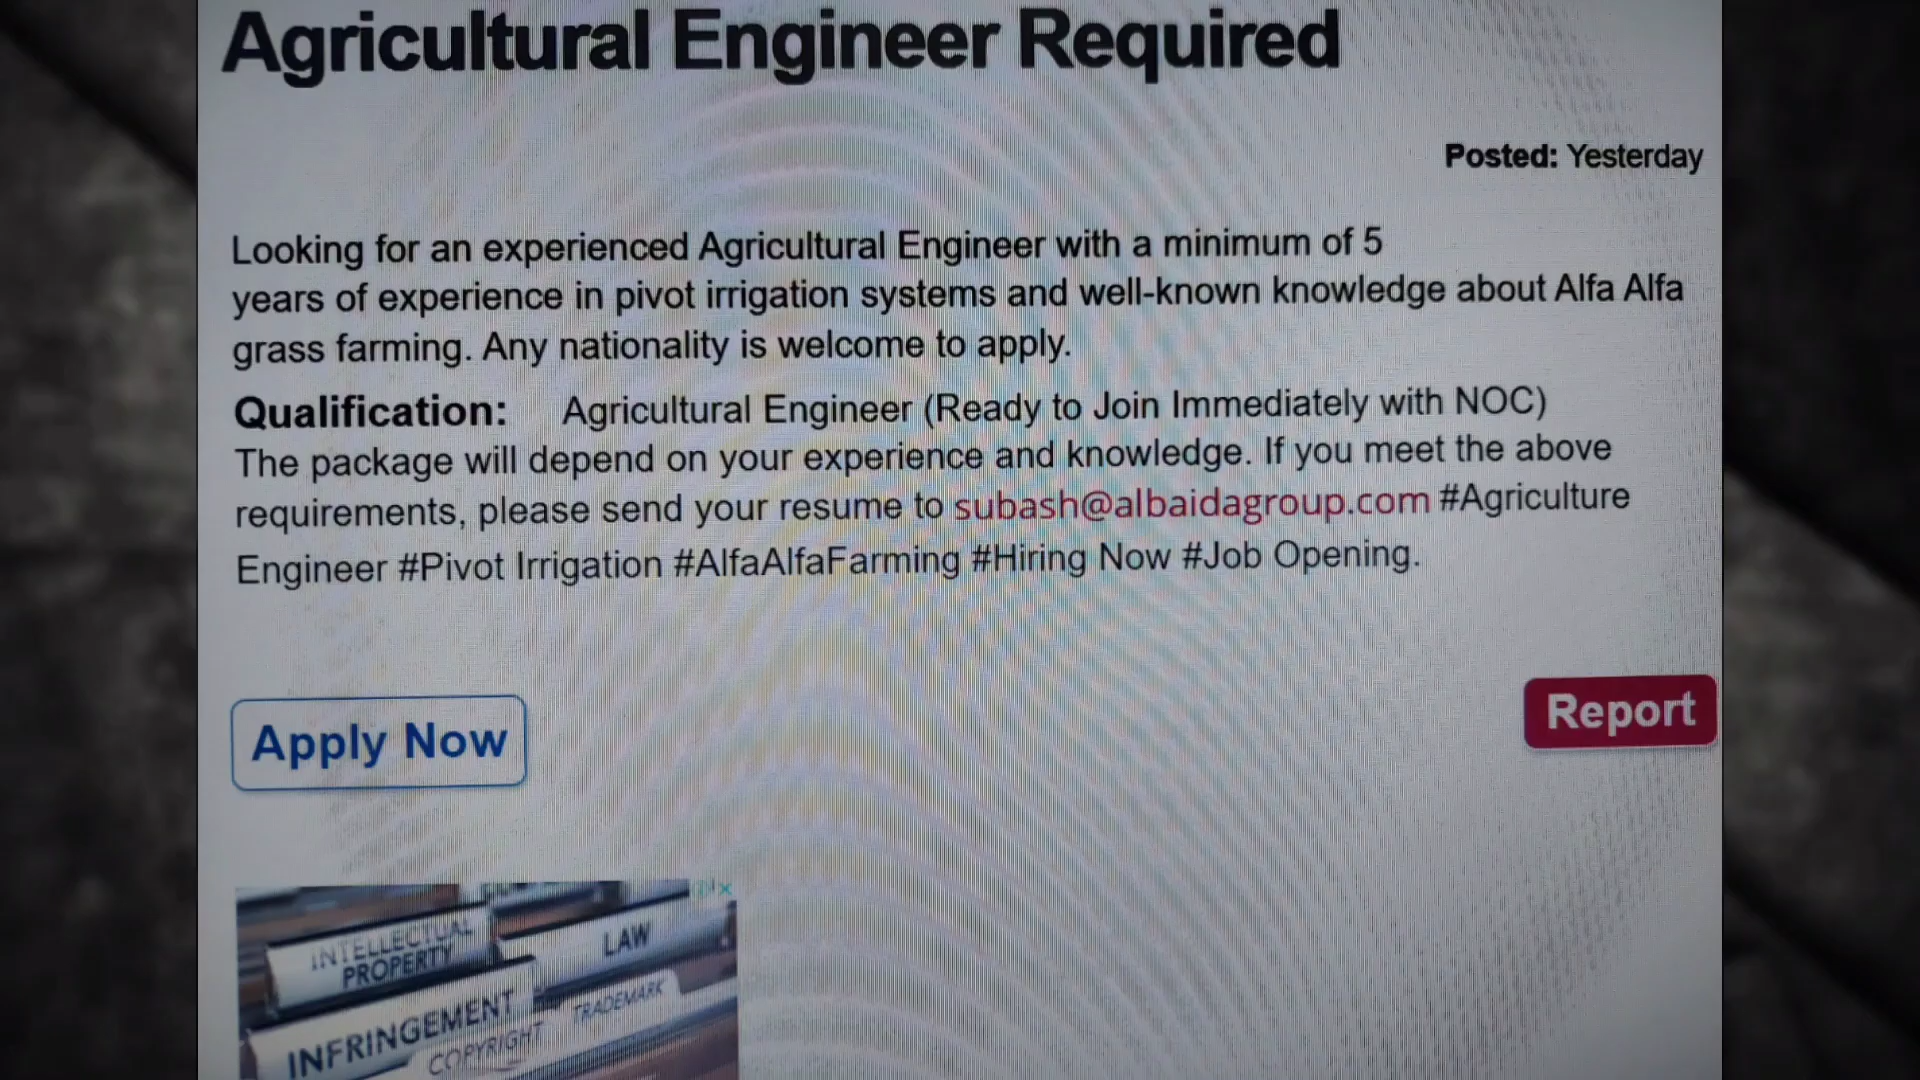 Agricultural Engineer Required
Posted: Yesterday
Looking for an experienced Agricultural Engineer with a minimum of 5
years of experience in pivot irrigation systems and well-known knowledge about Alfa Alfa
grass farming. Any nationality is welcome to apply.
Qualification: Agricultural Engineer (Ready to Join Immediately with NOC)
The package will depend on your experience and knowledge. If you meet the above
requirements, please send your resume to subash@albaidagroup.com #Agriculture
Engineer #Pivot Irrigation #AlfaAlfaFarming #Hiring Now #Job Opening.
Apply Now
Report
INTELLECTUAL
PROPERTY
LAW
INFRINGEMENT
TRADEMARK
COPYRIGHT